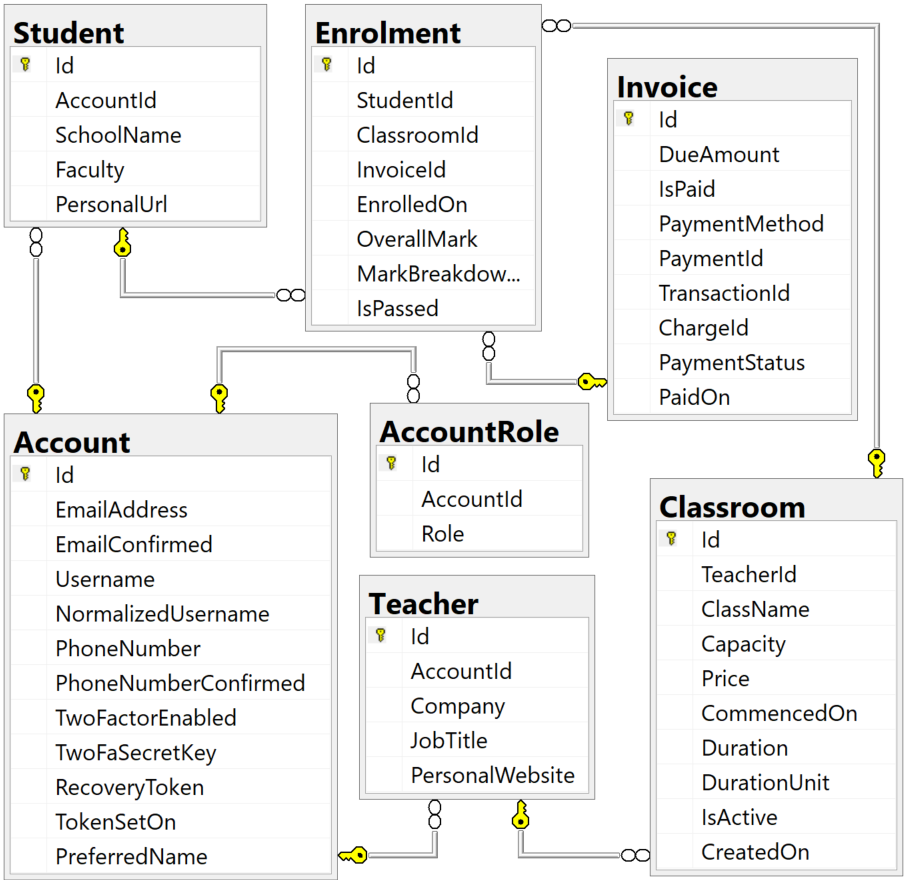 Student
Id
AccountId
SchoolName
Faculty
PersonalUrl
Enrolment
Id
StudentId
ClassroomId
InvoiceId
EnrolledOn
OverallMark
MarkBreakdow...
IsPassed
Invoice
Id
DueAmount
IsPaid
PaymentMethod
PaymentId
TransactionId
ChargeId
PaymentStatus
PaidOn
Account
Id
EmailAddress
EmailConfirmed
Username
NormalizedUsername
PhoneNumber
PhoneNumberConfirmed
TwoFactorEnabled
TwoFaSecretKey
RecoveryToken
TokenSetOn
PreferredName
AccountRole
Id
AccountId
Role
Teacher
Id
AccountId
Company
JobTitle
PersonalWebsite
Classroom
Id
TeacherId
ClassName
Capacity
Price
CommencedOn
Duration
DurationUnit
IsActive
CreatedOn